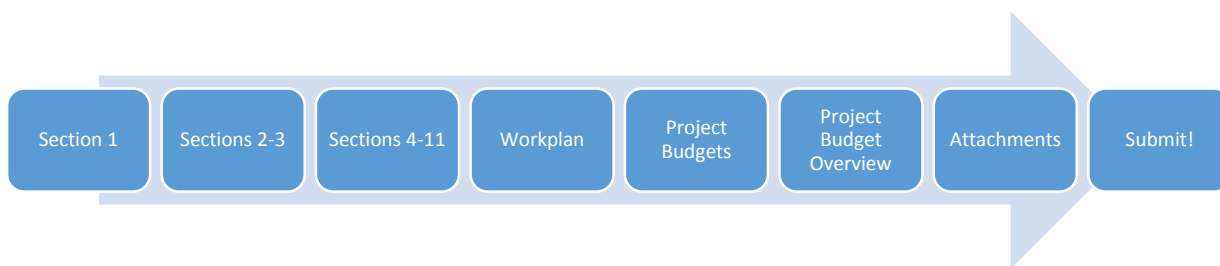 Section 1
Sections 2-3
Sections 4-11
Workplan
Project
Budgets
Project
Budget
Overview
Attachments
Submit!